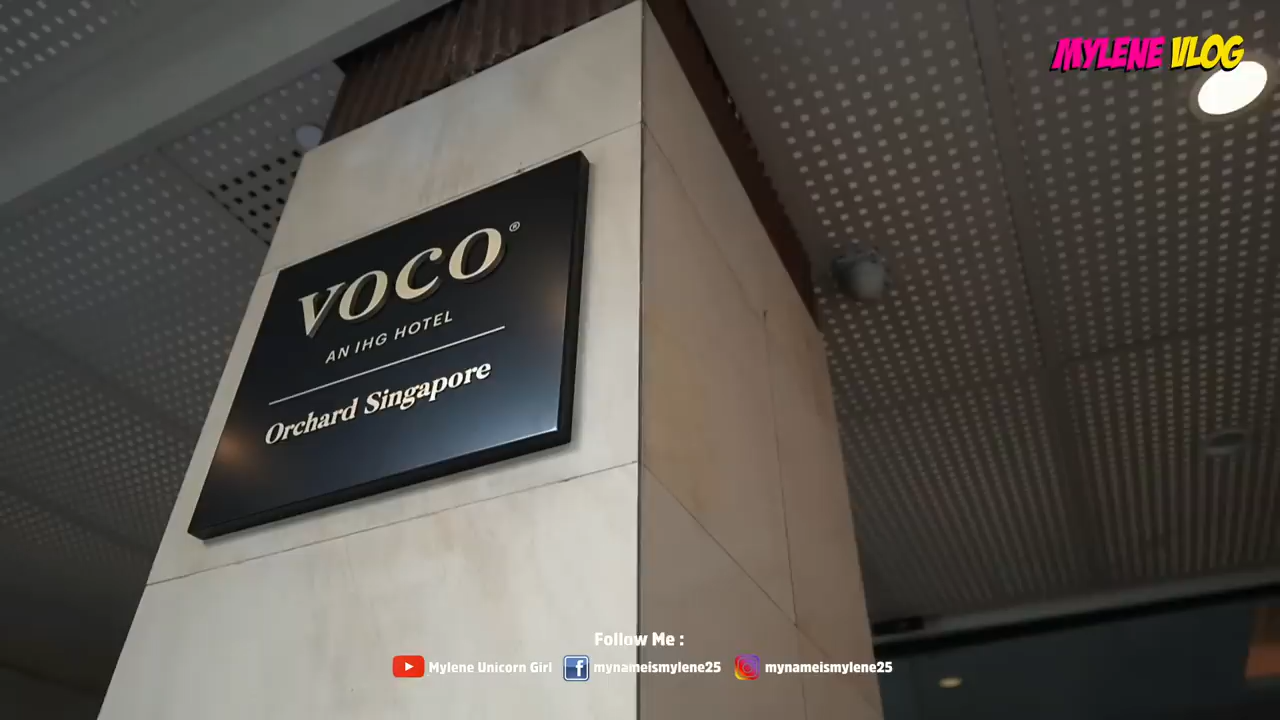 MYLENE VLOG
VOCO®
AN IHG HOTEL
Orchard Singapore
Follow Me :
Mylene Unicorn Girl mynameismylene25 mynameismylene25